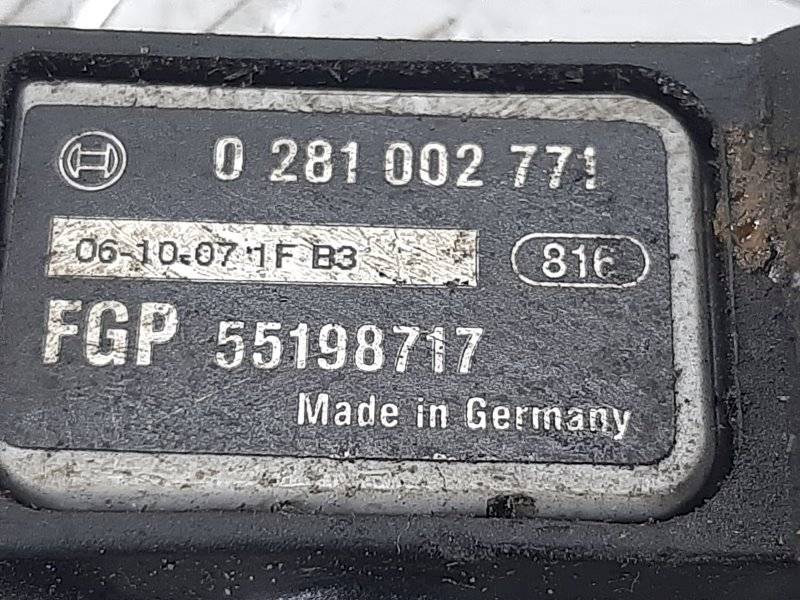 0 281 002 771
06-10-07 1F B3
816
FGP 55198717
Made in Germany